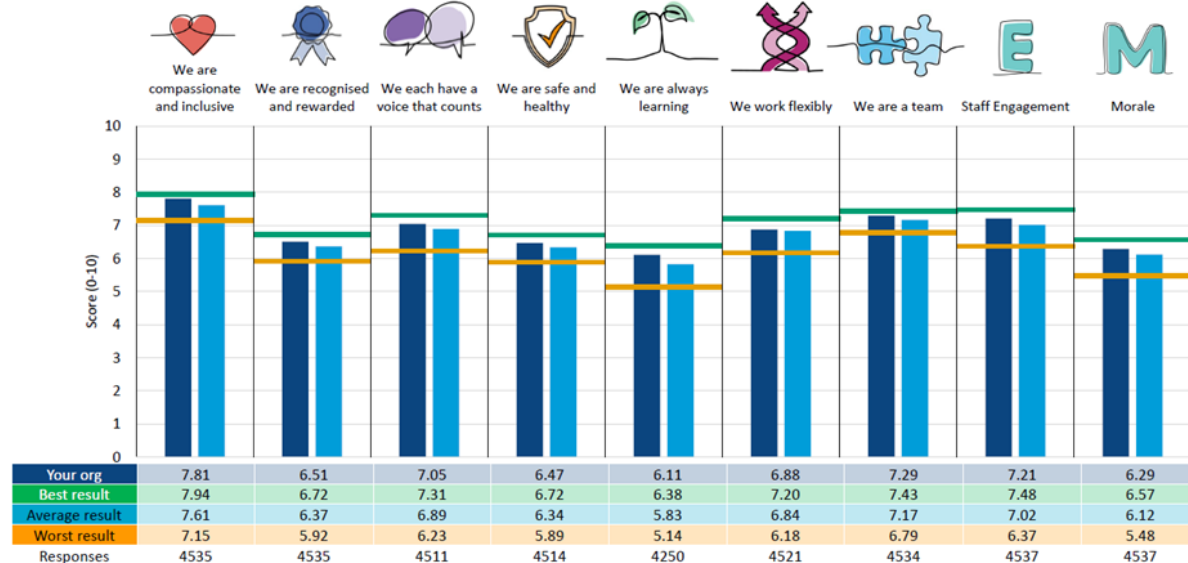 We are
compassionate
and inclusive
We are recognised
and rewarded
We each have a
voice that counts
We are safe and
healthy
We are always
learning
We work flexibly
We are a team
E
Staff Engagement
M
Morale
Score (0-10)
10
9
8
7
6
5
4
3
2
1
0
Your org 7.81 6.51 7.05 6.47 6.11 6.88 7.29 7.21 6.29
Best result 7.94 6.72 7.31 6.72 6.38 7.20 7.43 7.48 6.57
Average result 7.61 6.37 6.89 6.34 5.83 6.84 7.17 7.02 6.12
Worst result 7.15 5.92 6.23 5.89 5.14 6.18 6.79 6.37 5.48
Responses 4535 4535 4511 4514 4250 4521 4534 4537 4537